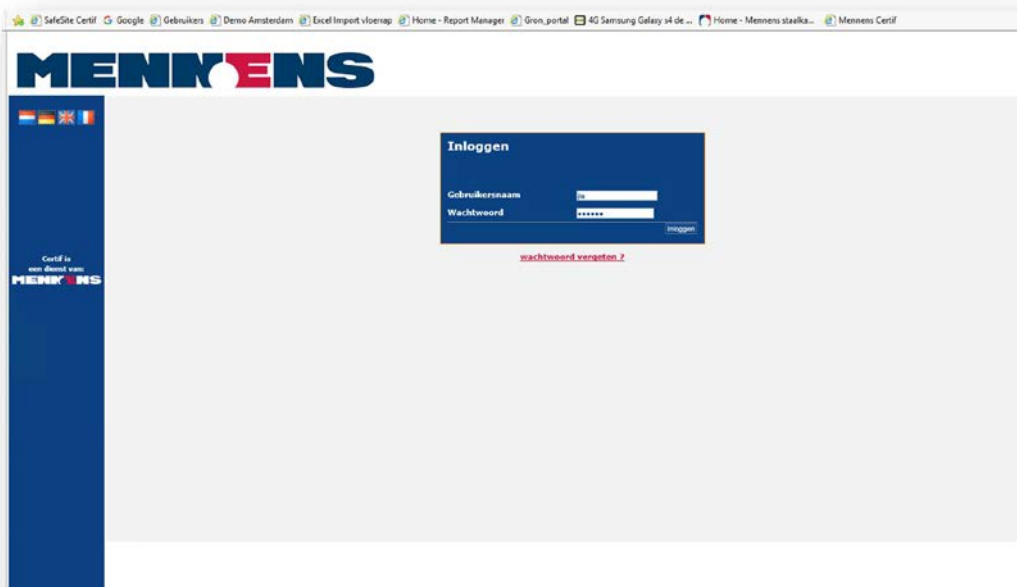 SafeSite Certif Google Gebruikers Demo Amsterdam Excel Import vloerrap Home - Report Manager Gron_portal 4G Samsung Galaxy s4 de ... Home - Mennens staalka... Mennens Certif
MENNENS
Inloggen
Gebruikersnaam
Wachtwoord ••••••
Inloggen
wachtwoord vergeten ?
Certif is
een dienst van:
MENNENS